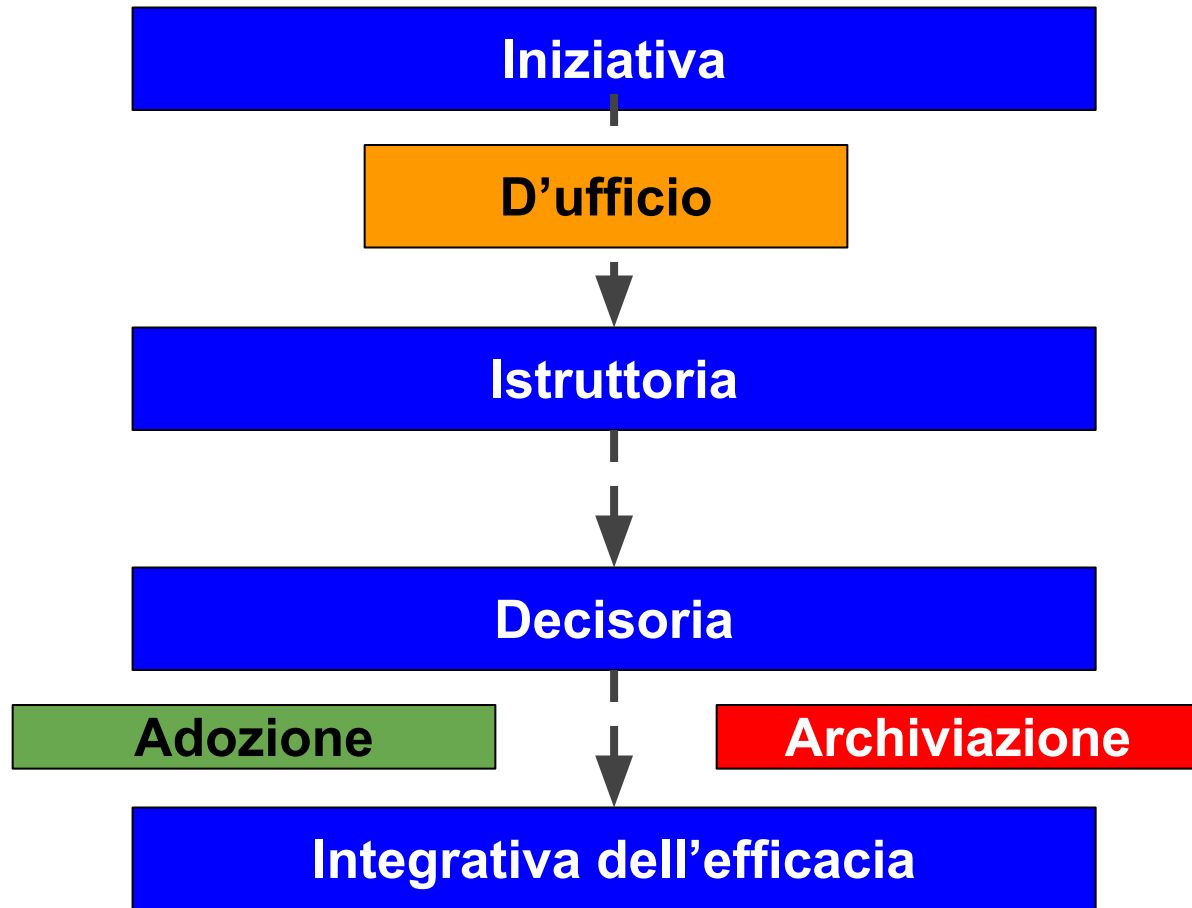 Iniziativa
D’ufficio
Istruttoria
Decisoria
Adozione
Archiviazione
Integrativa dell’efficacia